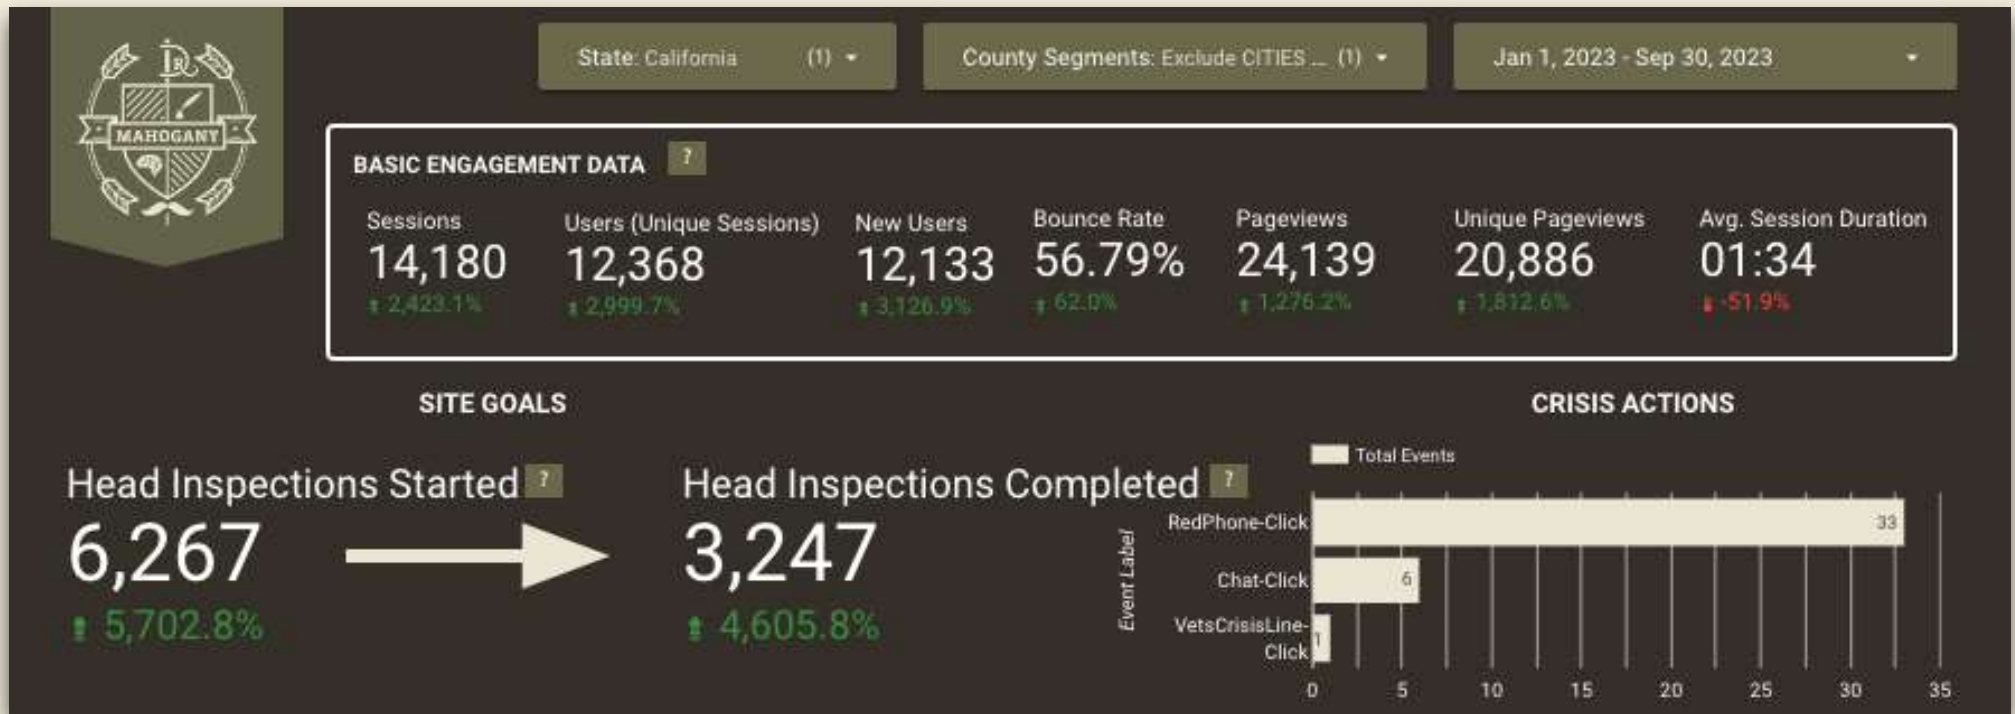 DR
MAHOGANY
State: California (1)
County Segments: Exclude CITIES ... (1)
Jan 1, 2023 - Sep 30, 2023
BASIC ENGAGEMENT DATA ?
Sessions
14,180
2,423.1%
Users (Unique Sessions)
12,368
2,999.7%
New Users
12,133
3,126.9%
Bounce Rate
56.79%
62.0%
Pageviews
24,139
1,276.2%
Unique Pageviews
20,886
1,812.6%
Avg. Session Duration
01:34
-51.9%
SITE GOALS
Head Inspections Started ?
6,267
5,702.8%
Head Inspections Completed ?
3,247
4,605.8%
CRISIS ACTIONS
Total Events
Event Label
RedPhone-Click 33
Chat-Click 6
VetsCrisisLine-
Click 1
0 5 10 15 20 25 30 35